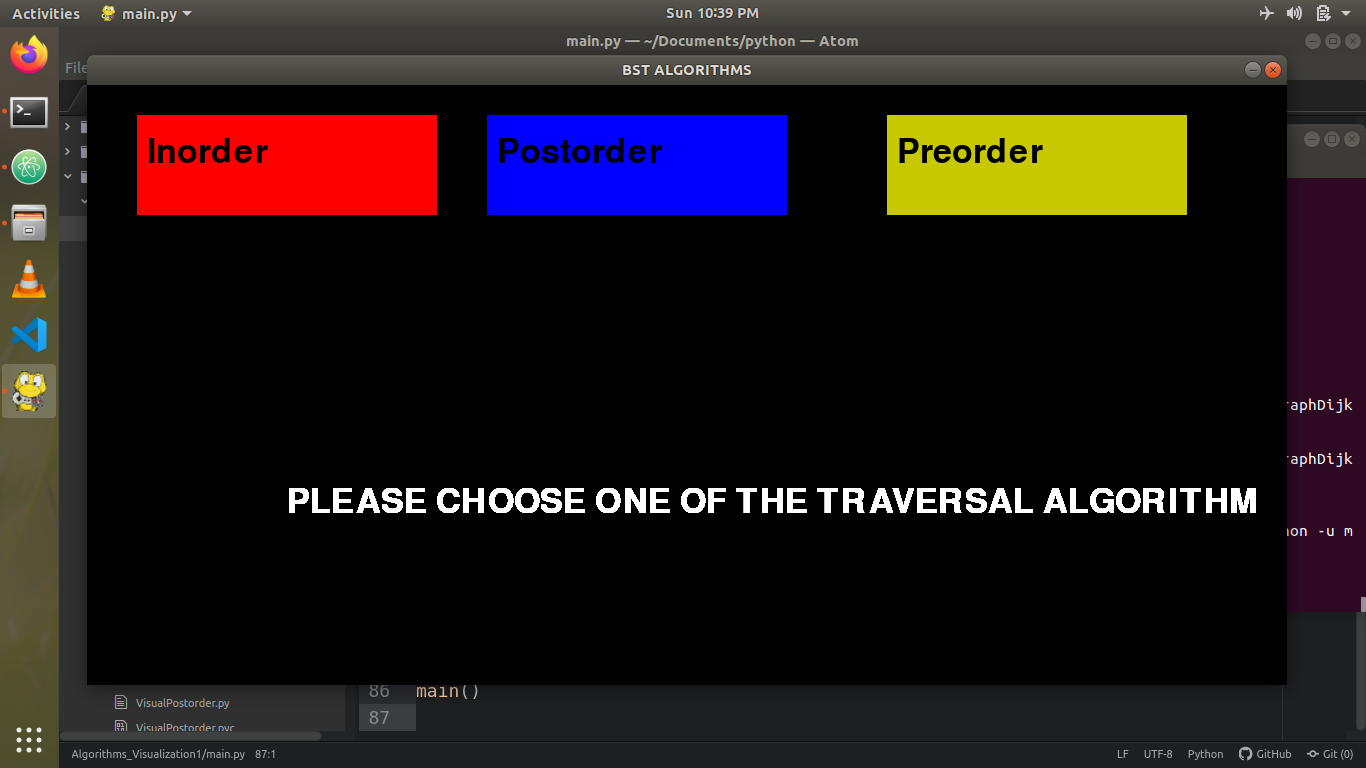 Activities main.py Sun 10:39 PM
main.py — ~/Documents/python — Atom
File
BST ALGORITHMS
Inorder Postorder Preorder
raphDijk
raphDijk
PLEASE CHOOSE ONE OF THE TRAVERSAL ALGORITHM
on -u m
86 main()
87
VisualPostorder.py
VisualPostorder.pyc
Algorithms_Visualization1/main.py 87:1 LF UTF-8 Python GitHub Git (0)